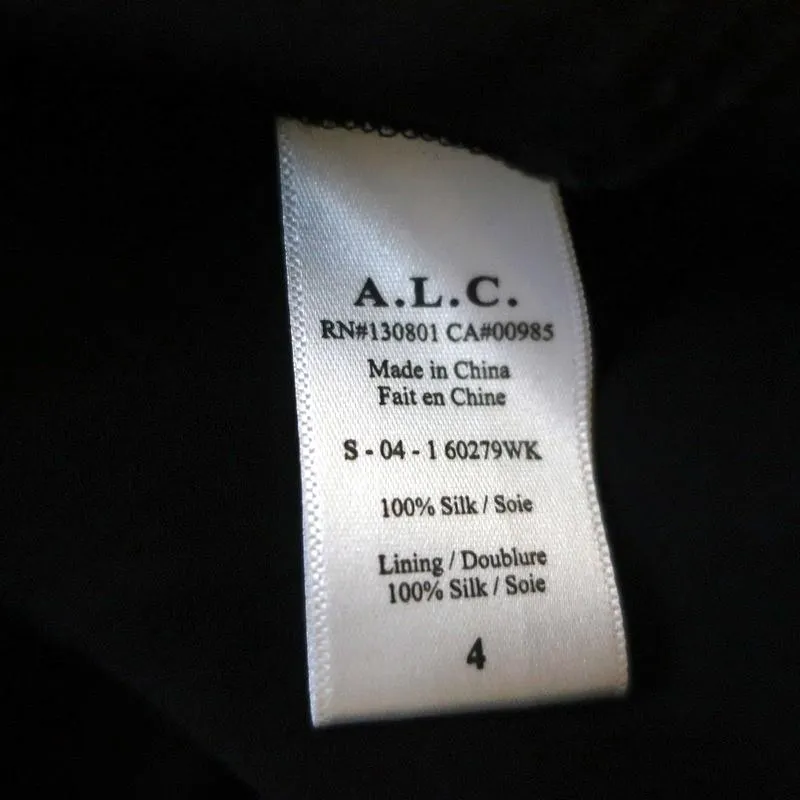 A.L.C.
RN#130801 CA#00985
Made in China
Fait en Chine
S - 04 - 1 60279WK
100% Silk / Soie
Lining / Doublure
100% Silk / Soie
4